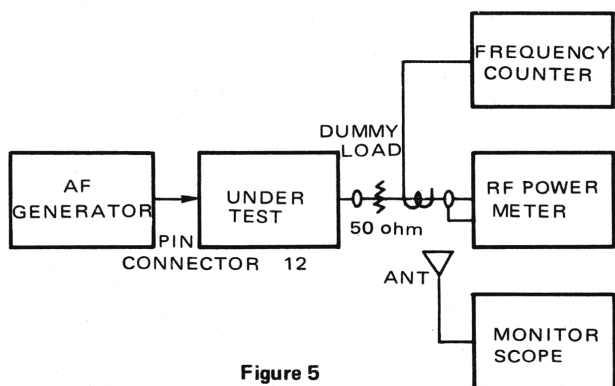 FREQUENCY
COUNTER
DUMMY
LOAD
AF
GENERATOR
UNDER
TEST
RF POWER
METER
50 ohm
PIN
CONNECTOR 12
ANT
MONITOR
SCOPE
Figure 5